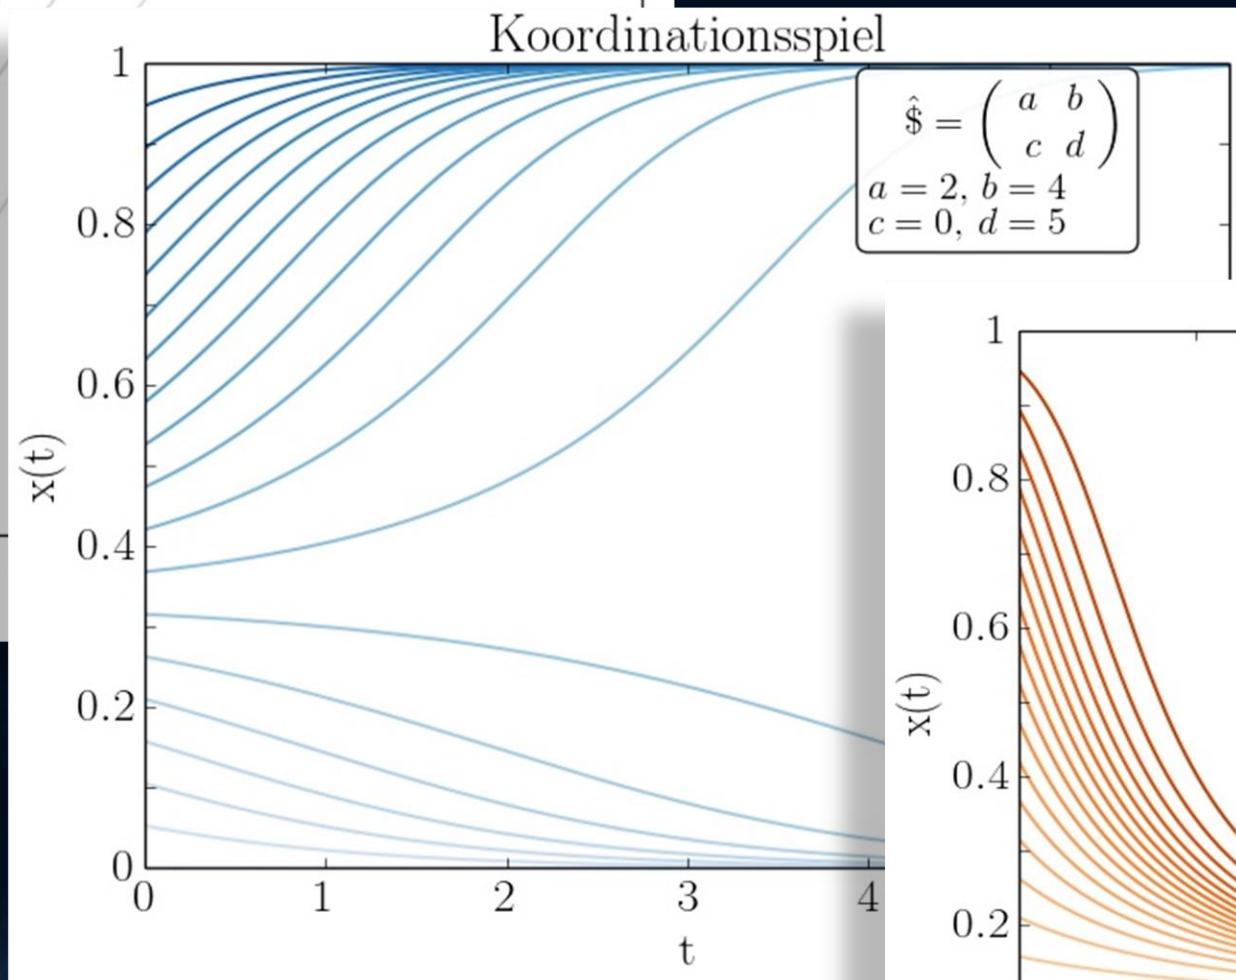 Koordinationsspiel
1
0.8
0.6
0.4
0.2
0
x(t)
0 1 2 3 4
t
$̂ = ( a b
c d )
a = 2, b = 4
c = 0, d = 5
1
0.8
0.6
0.4
0.2
x(t)